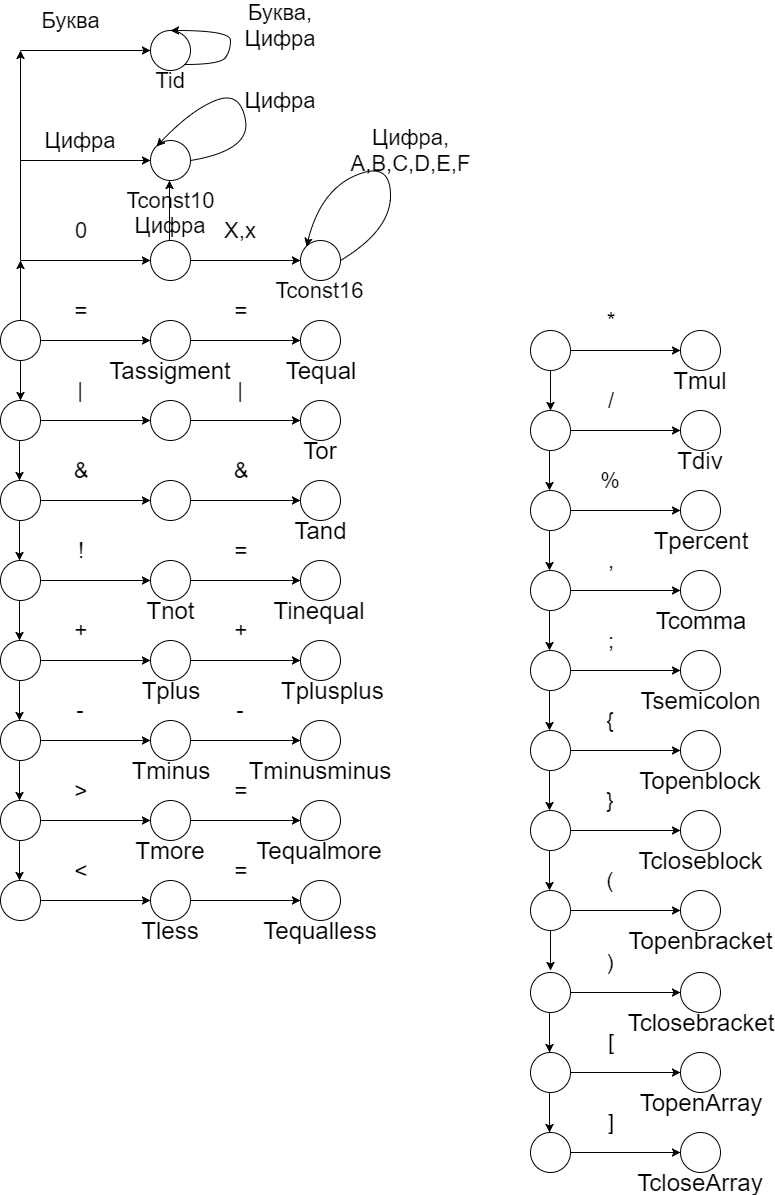 Буква
Буква,
Цифра
Tid
Цифра
Цифра
Tconst10
Цифра,
A,B,C,D,E,F
0
Цифра
X,x
Tconst16
=
=
Tassigment
Tequal
|
|
Tor
&
&
Tand
!
=
Tnot
Tinequal
+
+
Tplus
Tplusplus
-
-
Tminus
Tminusminus
>
=
Tmore
Tequalmore
<
=
Tless
Tequalless
*
Tmul
/
Tdiv
%
Tpercent
,
Tcomma
;
Tsemicolon
{
Topenblock
}
Tcloseblock
(
Topenbracket
)
Tclosebracket
[
TopenArray
]
TcloseArray